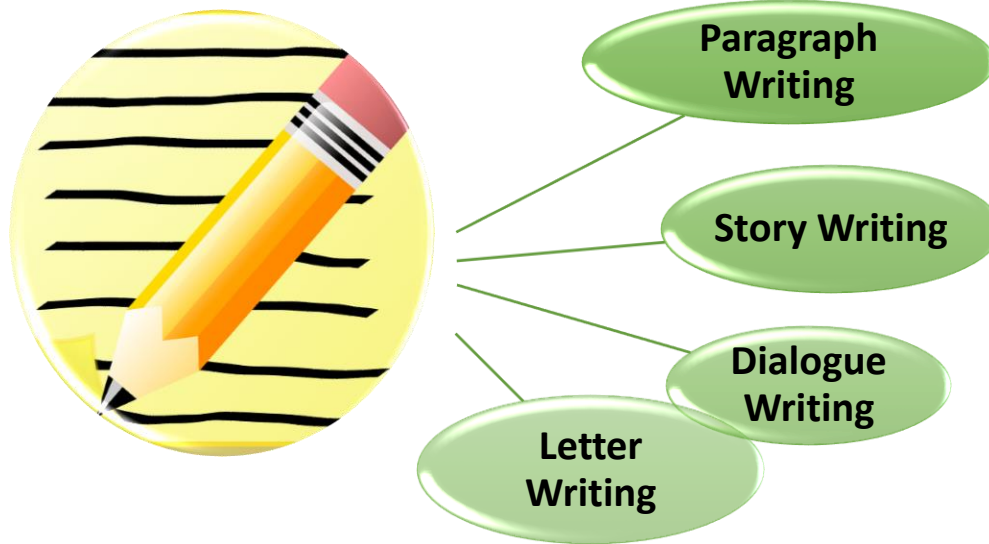 Paragraph
Writing
Story Writing
Dialogue
Writing
Letter
Writing